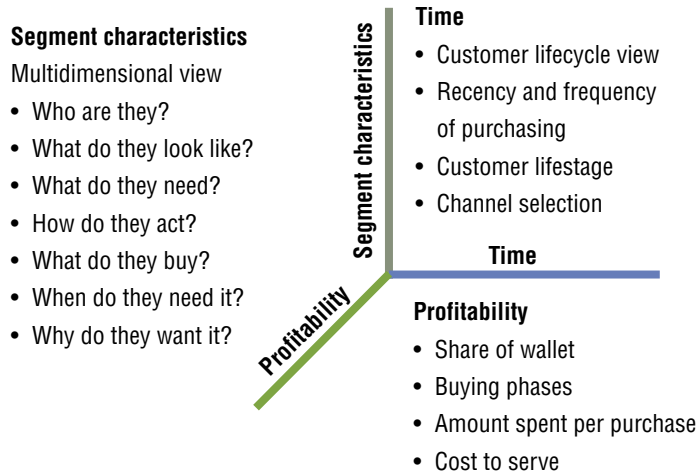 Segment characteristics
Multidimensional view
• Who are they?
• What do they look like?
• What do they need?
• How do they act?
• What do they buy?
• When do they need it?
• Why do they want it?
Segment characteristics
Time
• Customer lifecycle view
• Recency and frequency
of purchasing
• Customer lifestage
• Channel selection
Time
Profitability
Profitability
• Share of wallet
• Buying phases
• Amount spent per purchase
• Cost to serve